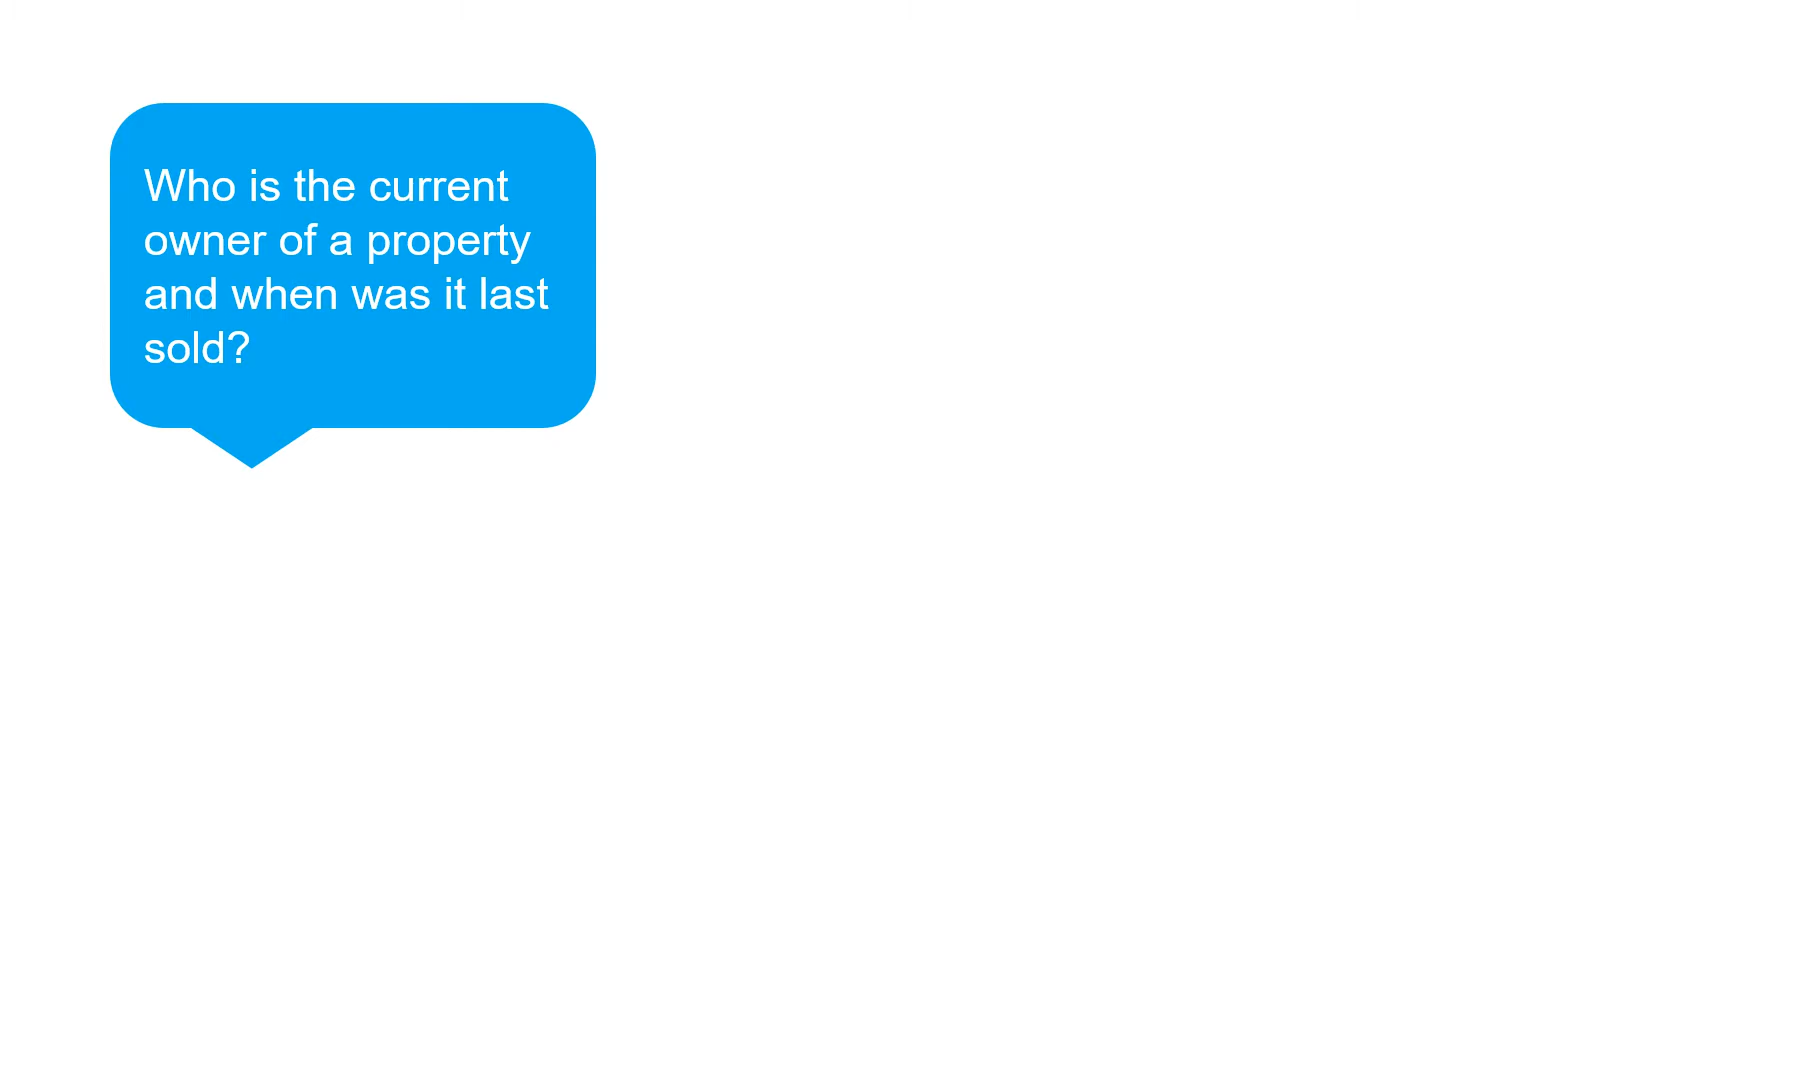 Who is the current
owner of a property
and when was it last
sold?